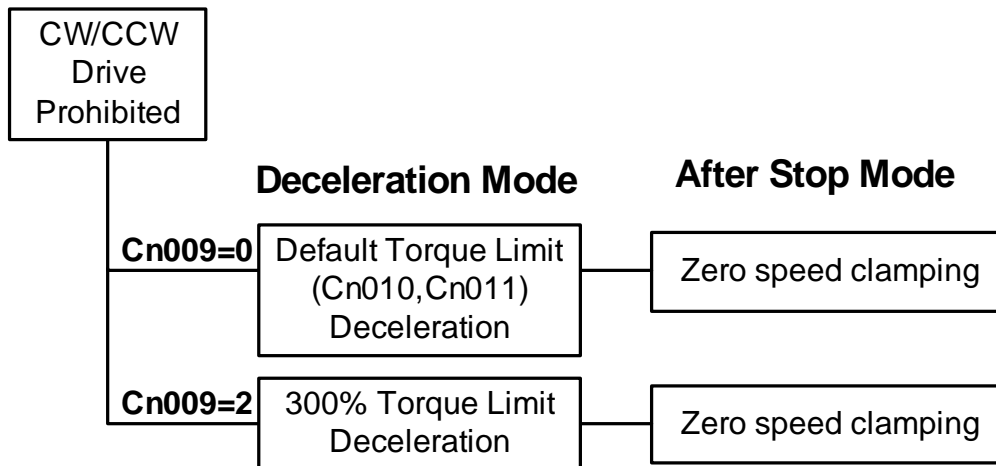 CW/CCW
Drive
Prohibited
Deceleration Mode
After Stop Mode
Cn009=0
Default Torque Limit
(Cn010,Cn011)
Deceleration
Zero speed clamping
Cn009=2
300% Torque Limit
Deceleration
Zero speed clamping